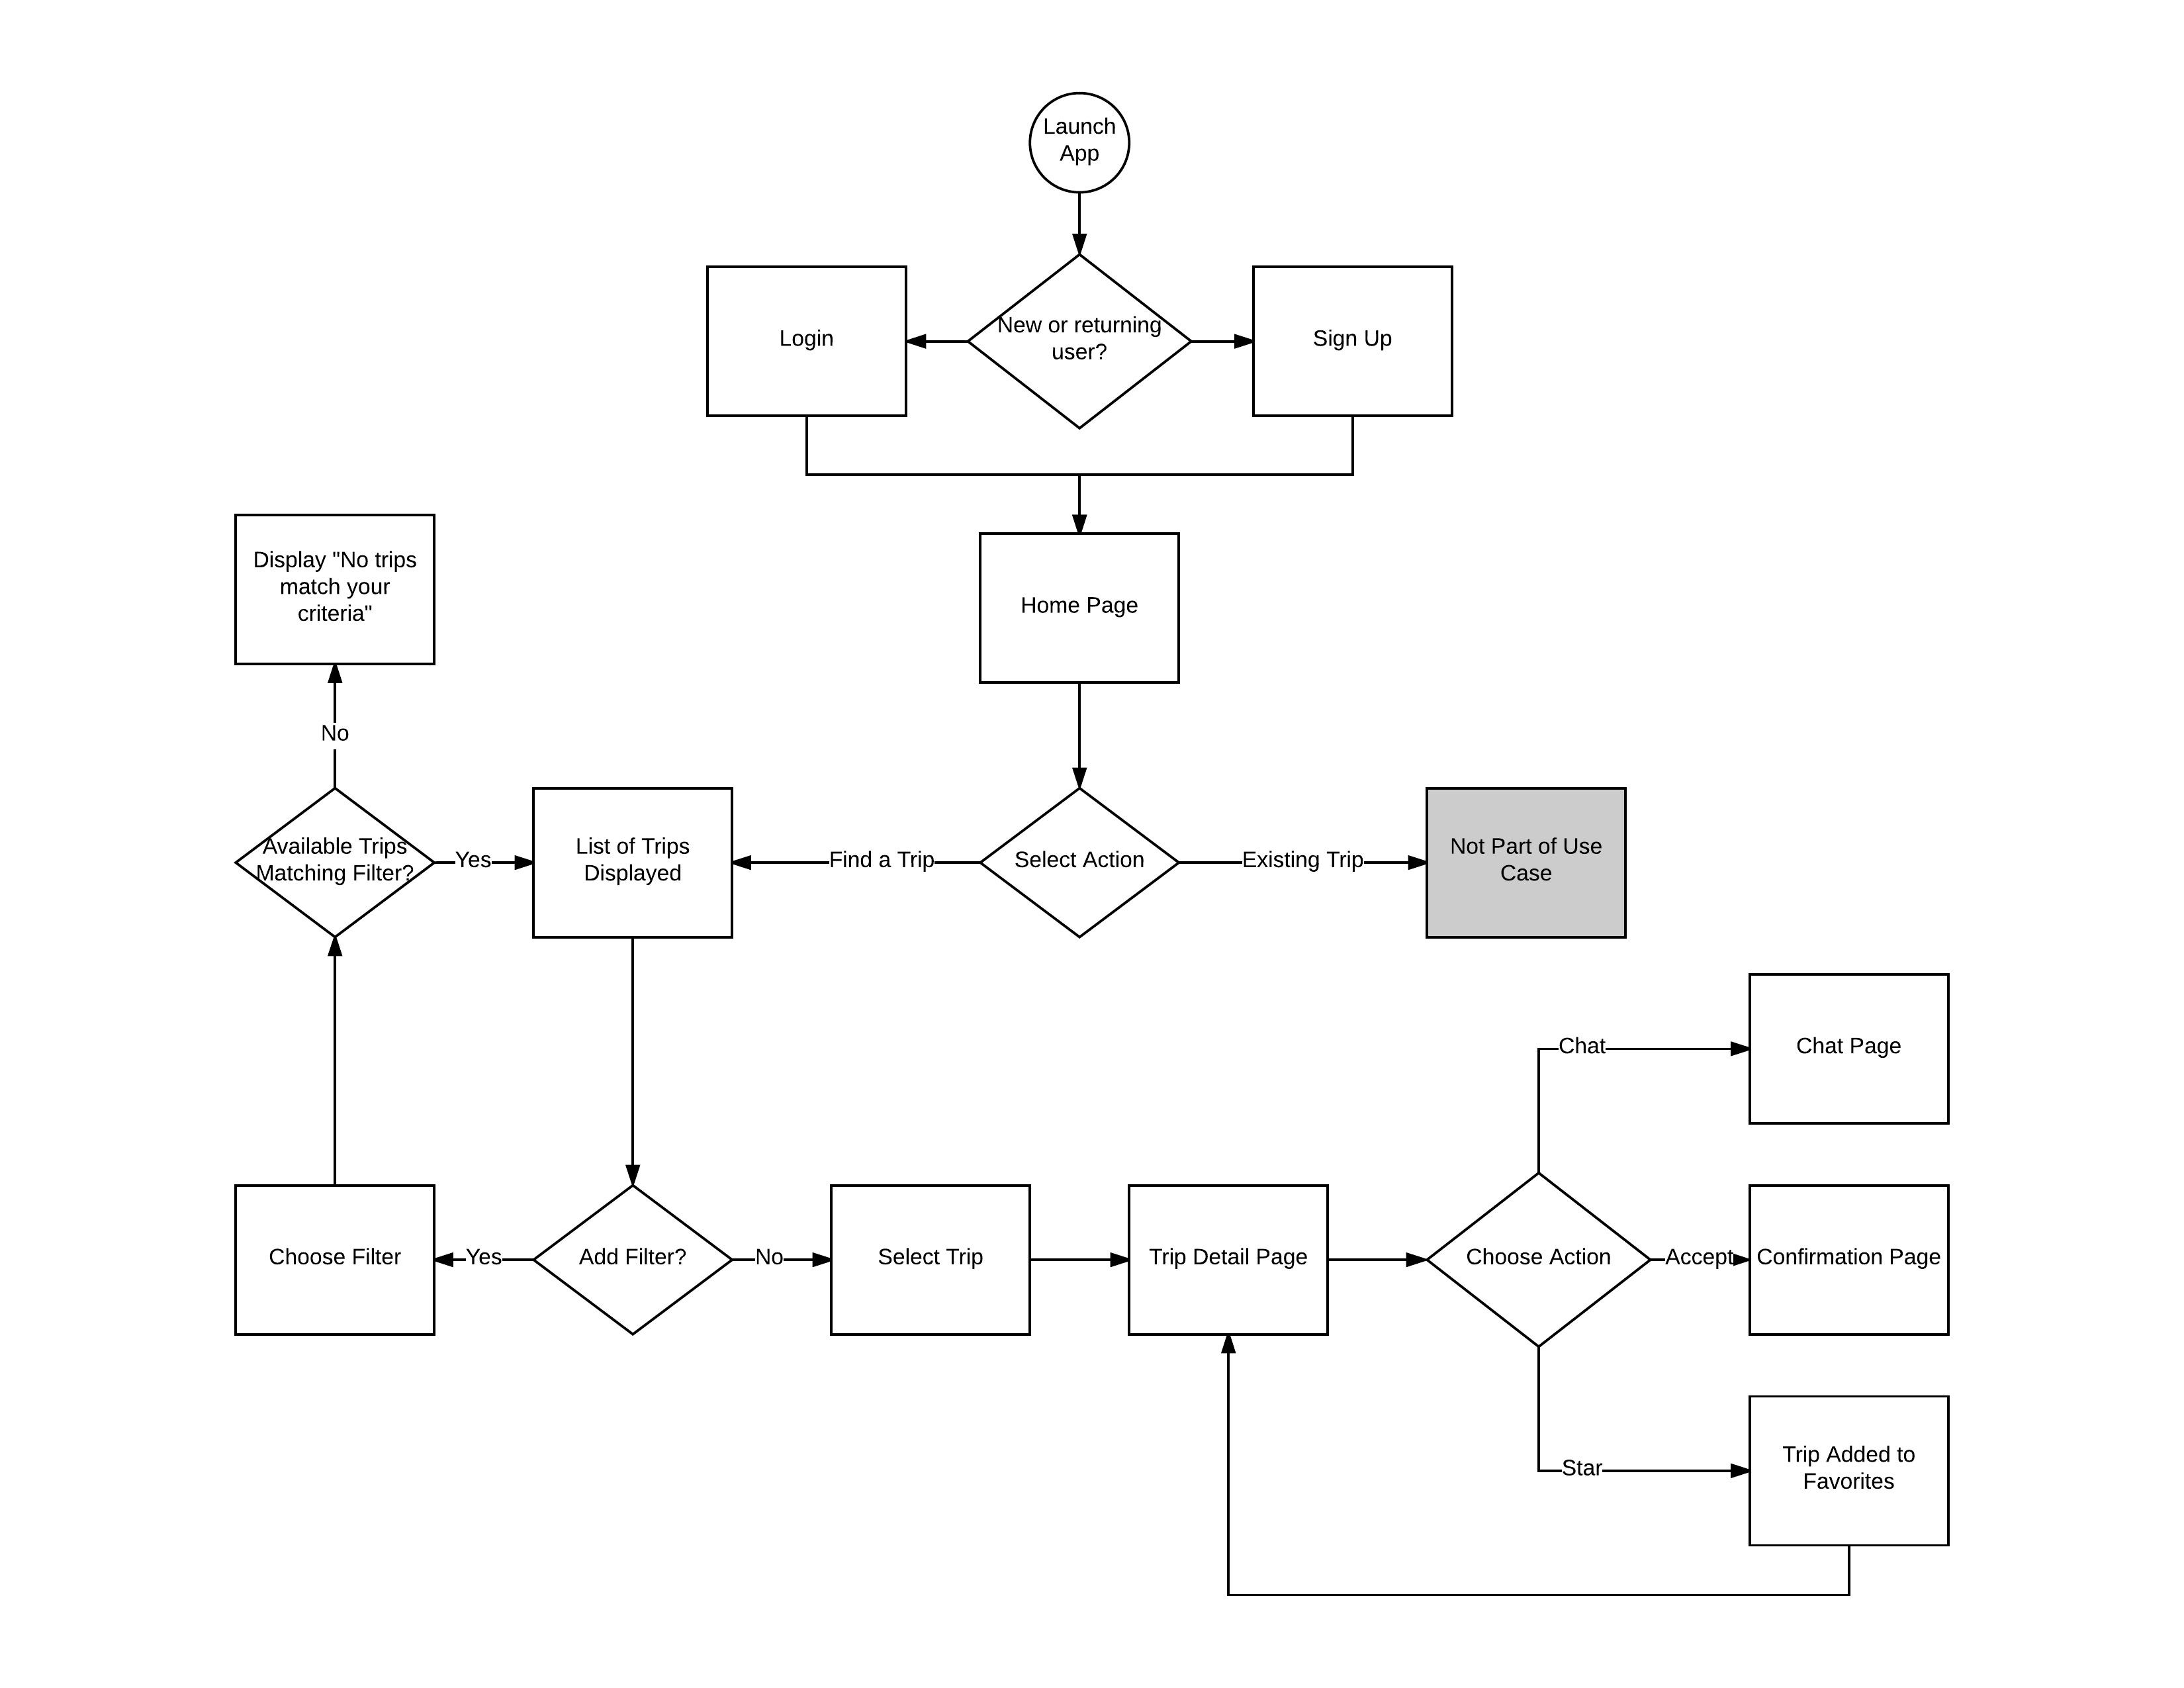 Launch
App
Login
New or returning
user?
Sign Up
Display "No trips
match your
criteria"
Home Page
No
Available Trips
Matching Filter?
Yes
List of Trips
Displayed
Find a Trip
Select Action
Existing Trip
Not Part of Use
Case
Chat
Chat Page
Choose Filter
Yes
Add Filter?
No
Select Trip
Trip Detail Page
Choose Action
Accept
Confirmation Page
Star
Trip Added to
Favorites